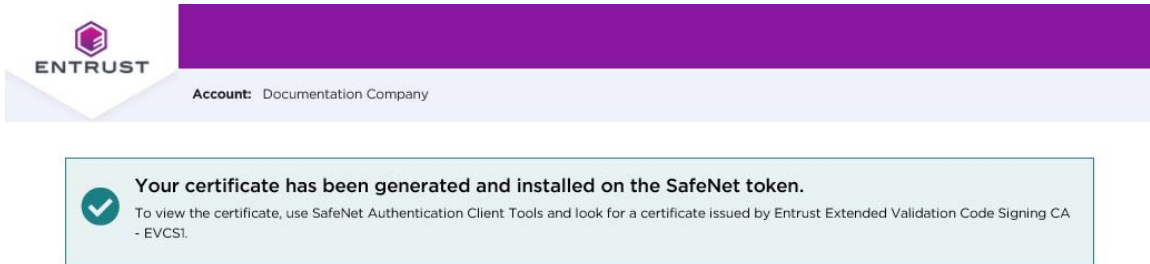 ENTRUST
Account: Documentation Company
Your certificate has been generated and installed on the SafeNet token.
To view the certificate, use SafeNet Authentication Client Tools and look for a certificate issued by Entrust Extended Validation Code Signing CA
- EVCS1.